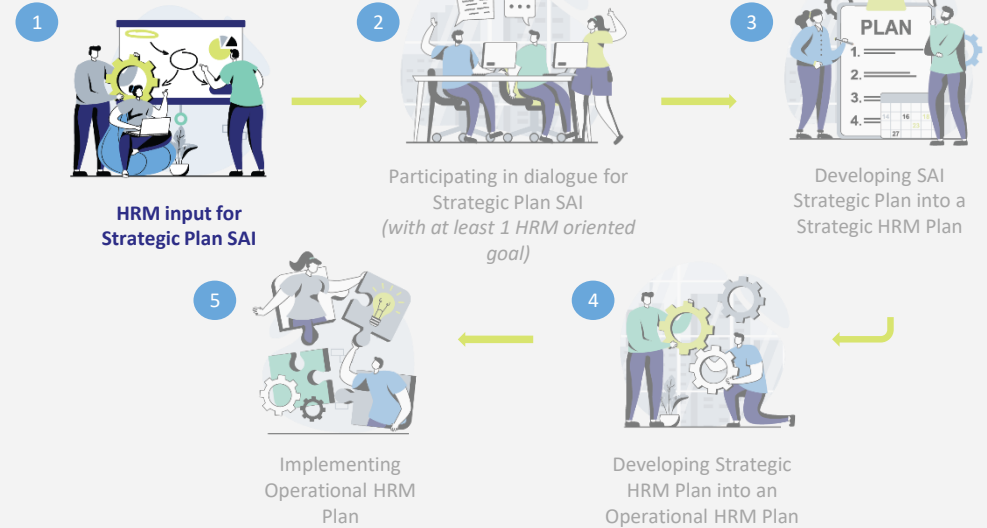 1
2
3
PLAN
1.
2.
3.
4.
14
16
27
HRM input for
Strategic Plan SAI
Participating in dialogue for
Strategic Plan SAI
(with at least 1 HRM oriented
goal)
Developing SAI
Strategic Plan into a
Strategic HRM Plan
5
4
Implementing
Operational HRM
Plan
Developing Strategic
HRM Plan into an
Operational HRM Plan